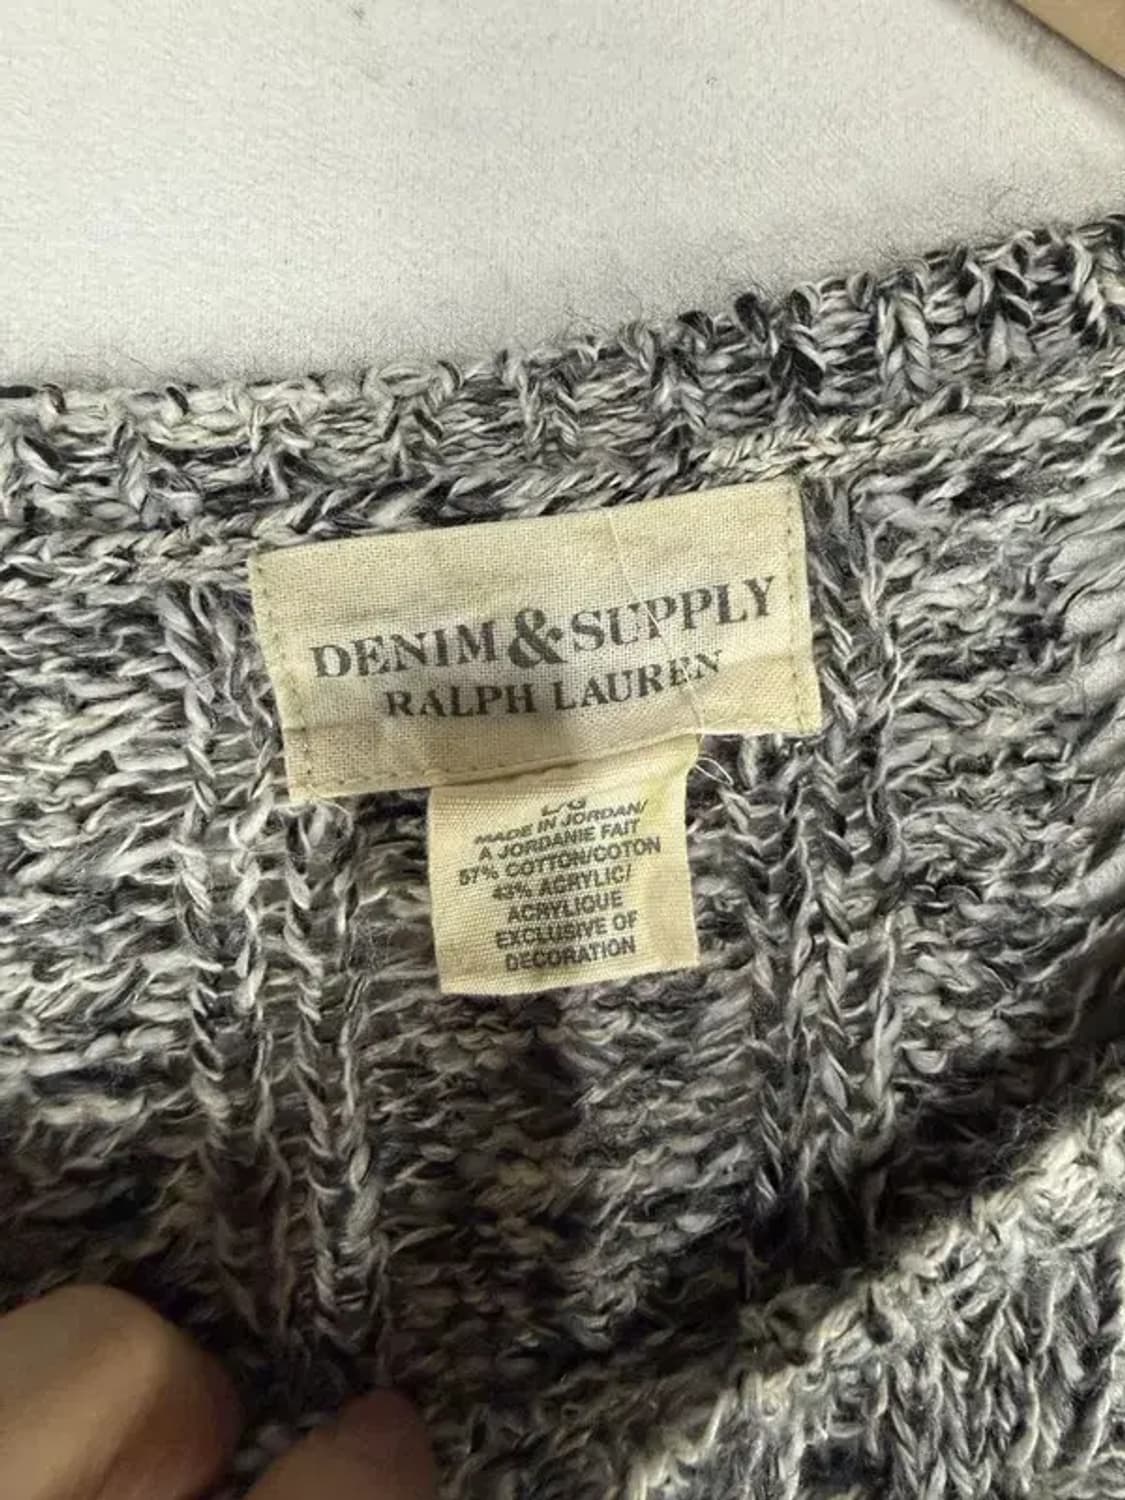 DENIM & SUPPLY
RALPH LAUREN
L/G
MADE IN JORDAN/
A JORDANIE FAIT
57% COTTON/COTON
43% ACRYLIC/
ACRYLIQUE
EXCLUSIVE OF
DECORATION